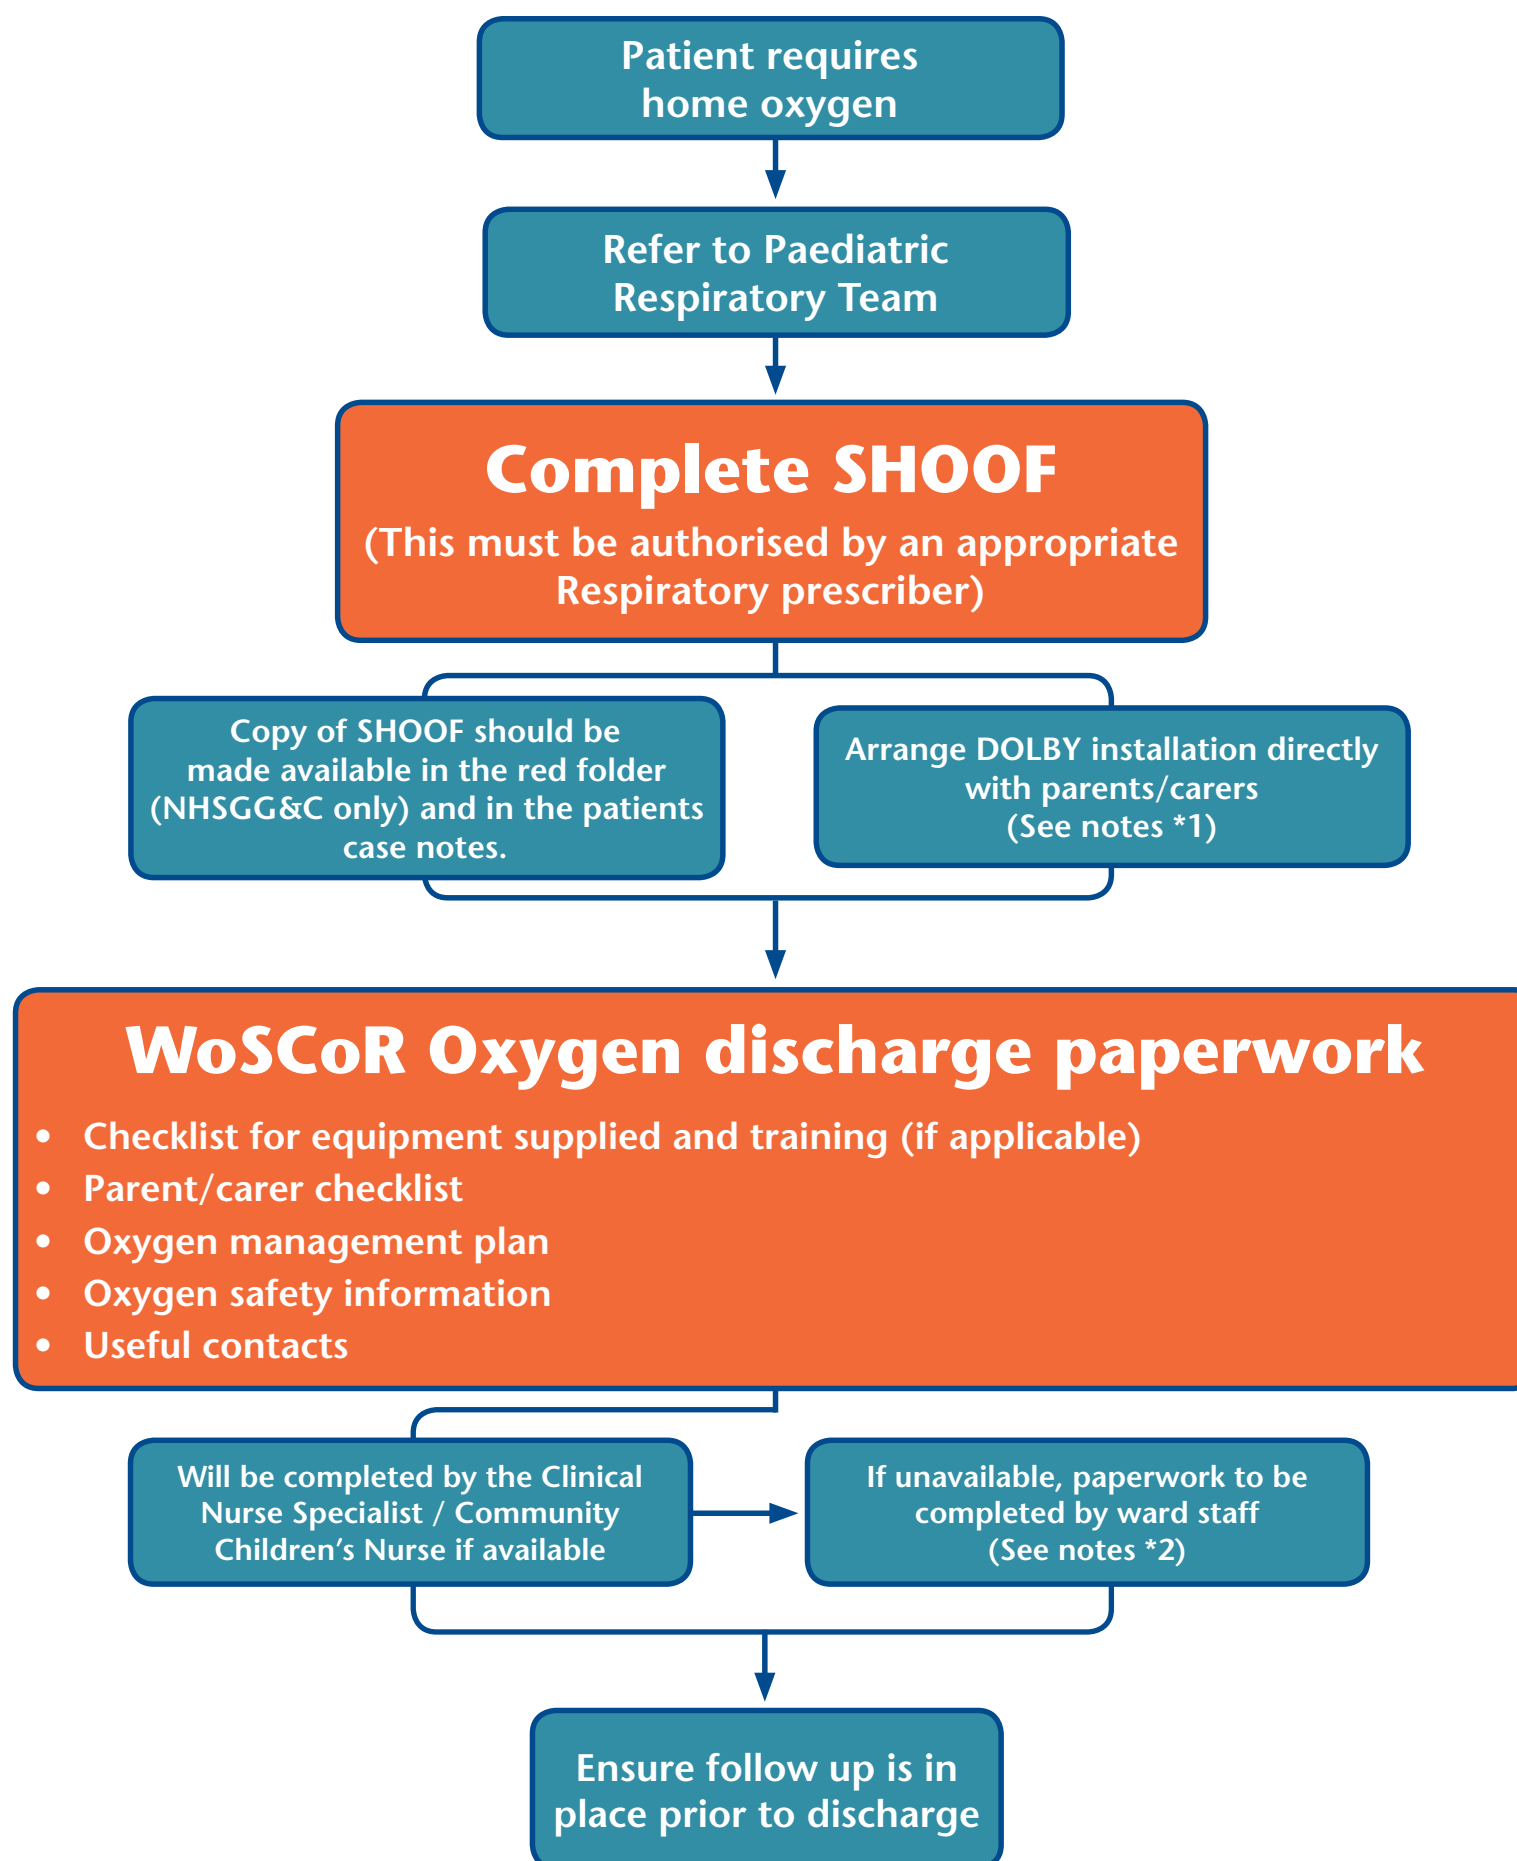 Patient requires
home oxygen
Refer to Paediatric
Respiratory Team
Complete SHOOF
(This must be authorised by an appropriate
Respiratory prescriber)
Copy of SHOOF should be
made available in the red folder
(NHSGG&C only) and in the patients
case notes.
Arrange DOLBY installation directly
with parents/carers
(See notes *1)
WoSCoR Oxygen discharge paperwork
• Checklist for equipment supplied and training (if applicable)
• Parent/carer checklist
• Oxygen management plan
• Oxygen safety information
• Useful contacts
Will be completed by the Clinical
Nurse Specialist / Community
Children’s Nurse if available
If unavailable, paperwork to be
completed by ward staff
(See notes *2)
Ensure follow up is in
place prior to discharge